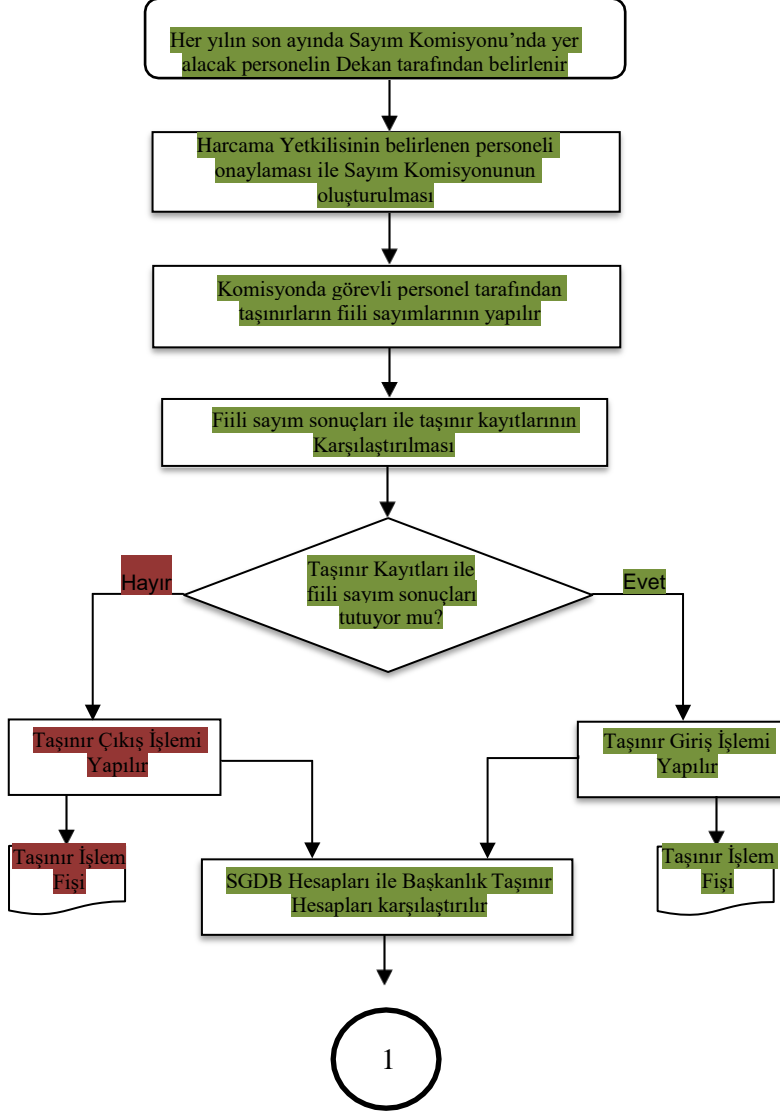 Her yılın son ayında Sayım Komisyonu’nda yer
alacak personelin Dekan tarafından belirlenir
Harcama Yetkilisinin belirlenen personeli
onaylaması ile Sayım Komisyonunun
oluşturulması
Komisyonda görevli personel tarafından
taşınırların fiili sayımlarının yapılır
Fiili sayım sonuçları ile taşınır kayıtlarının
Karşılaştırılması
Taşınır Kayıtları ile
fiili sayım sonuçları
tutuyor mu?
Hayır
Evet
Taşınır Çıkış İşlemi
Yapılır
Taşınır Giriş İşlemi
Yapılır
Taşınır İşlem
Fişi
SGDB Hesapları ile Başkanlık Taşınır
Hesapları karşılaştırılır
Taşınır İşlem
Fişi
1